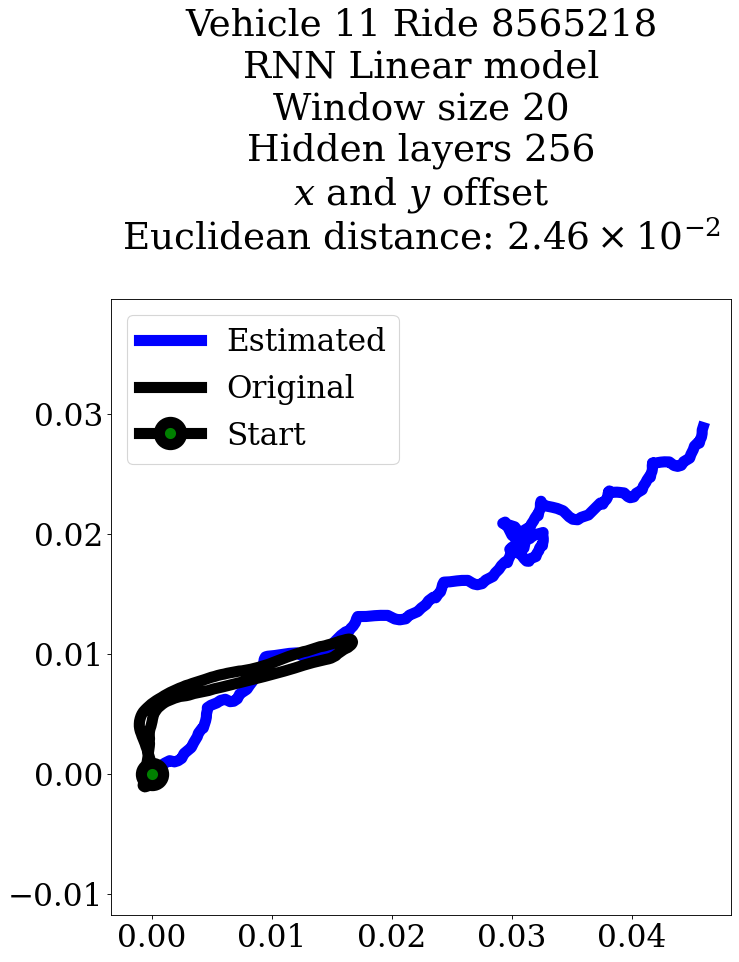 Vehicle 11 Ride 8565218
RNN Linear model
Window size 20
Hidden layers 256
x and y offset
Euclidean distance: 2.46 × 10⁻²
Estimated
Original
Start
0.03
0.02
0.01
0.00
−0.01
0.00 0.01 0.02 0.03 0.04